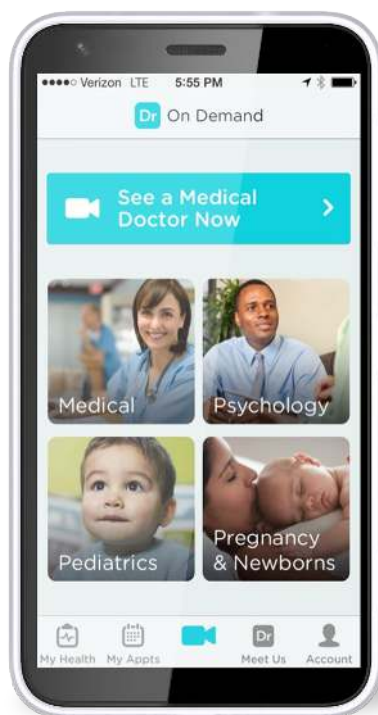 Verizon LTE 5:55 PM
Dr On Demand
See a Medical
Doctor Now
Medical
Psychology
Pediatrics
Pregnancy
& Newborns
My Health My Appts Dr Meet Us Account